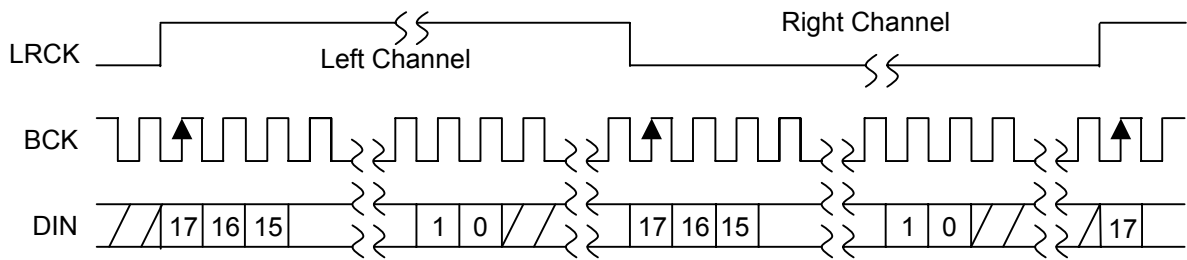 Right Channel
LRCK
Left Channel
BCK
DIN 17 16 15 1 0 17 16 15 1 0 17